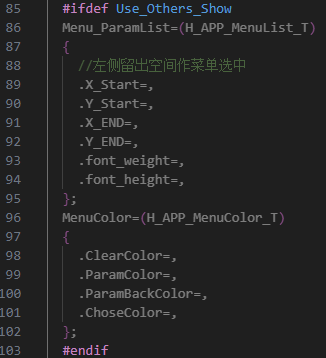 85 #ifdef Use_Others_Show
86 Menu_ParamList=(H_APP_MenuList_T)
87 {
88 //左侧留出空间作菜单选中
89 .X_Start=,
90 .Y_Start=,
91 .X_END=,
92 .Y_END=,
93 .font_weight=,
94 .font_height=,
95 };
96 MenuColor=(H_APP_MenuColor_T)
97 {
98 .ClearColor=,
99 .ParamColor=,
100 .ParamBackColor=,
101 .ChoseColor=,
102 };
103 #endif